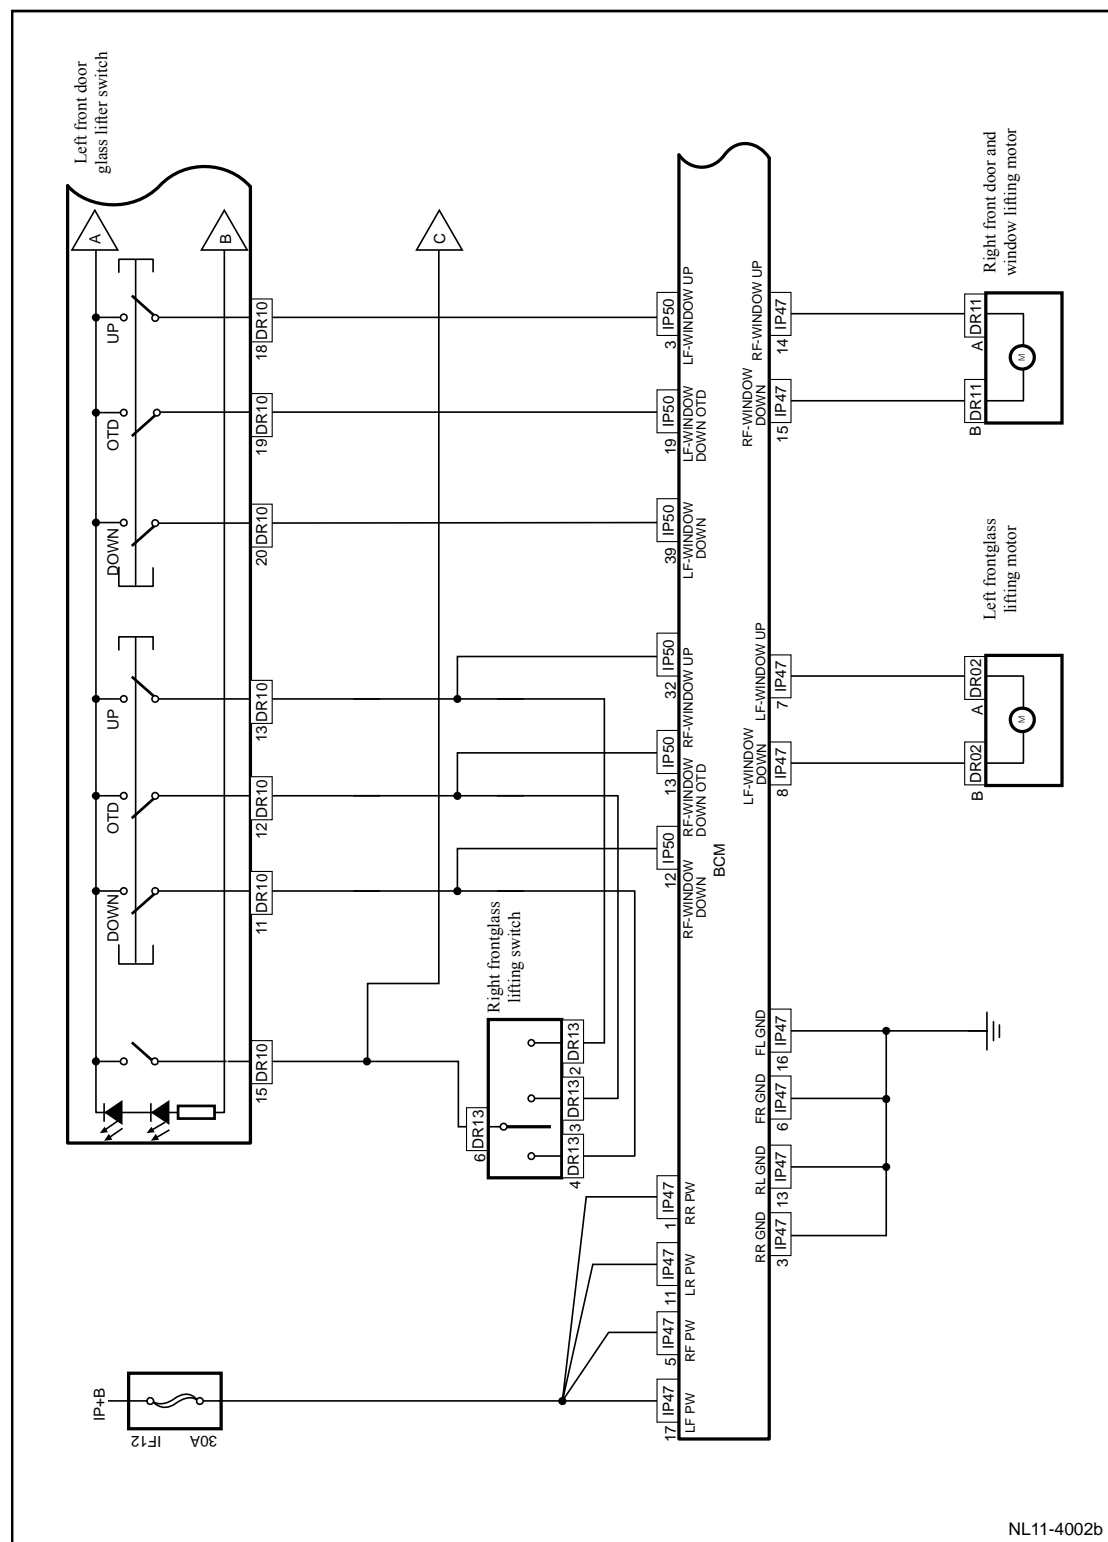 Left front door
glass lifter switch
A
B
C
UP
OTD
DOWN
UP
OTD
DOWN
18 DR10
19 DR10
20 DR10
13 DR10
12 DR10
11 DR10
15 DR10
Right frontglass
lifting switch
6 DR13
2 DR13
3 DR13
4 DR13
IP+B
IF12
30A
3 IP50
LF-WINDOW UP
19 IP50
LF-WINDOW
DOWN OTD
39 IP50
LF-WINDOW
DOWN
32 IP50
RF-WINDOW UP
13 IP50
RF-WINDOW
DOWN OTD
12 IP50
RF-WINDOW
DOWN
1 IP47
RR PW
11 IP47
LR PW
5 IP47
RF PW
17 IP47
LF PW
BCM
RF-WINDOW UP
14 IP47
RF-WINDOW
DOWN
15 IP47
LF-WINDOW UP
7 IP47
LF-WINDOW
DOWN
8 IP47
FL GND
16 IP47
FR GND
6 IP47
RL GND
13 IP47
RR GND
3 IP47
Right front door and
window lifting motor
A DR11
B DR11
M
Left frontglass
lifting motor
A DR02
B DR02
M
NL11-4002b